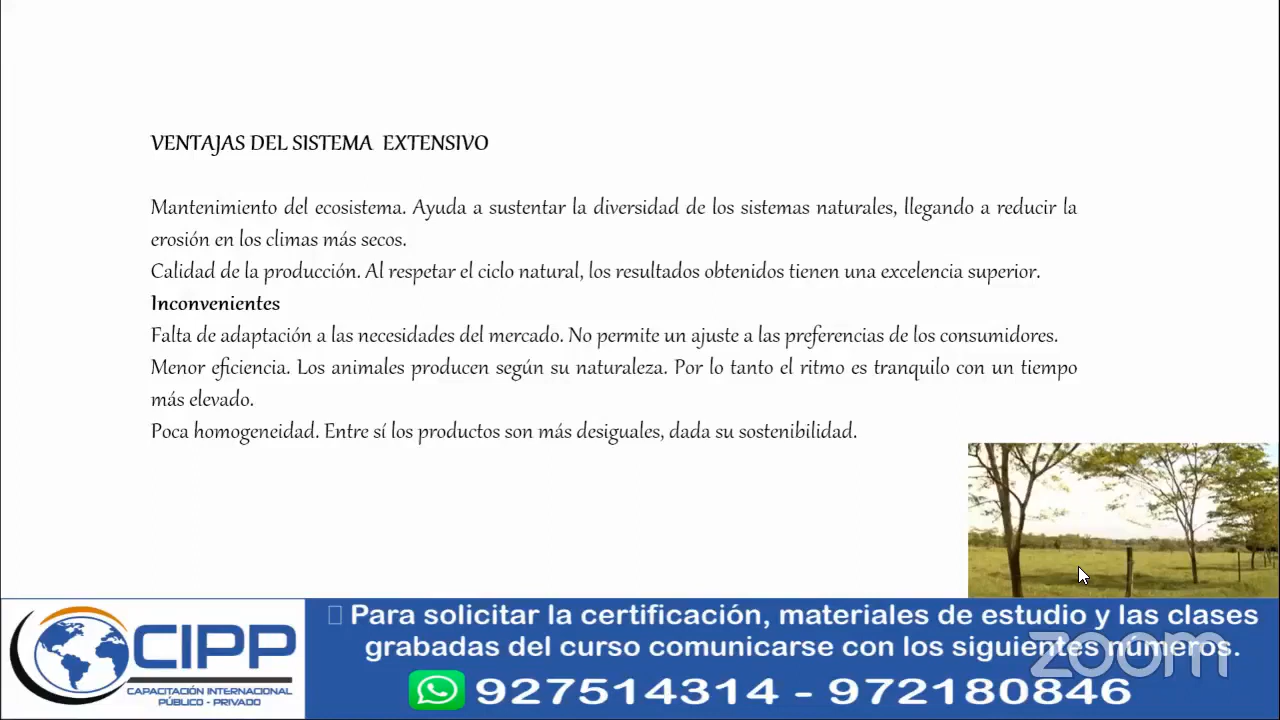 VENTAJAS DEL SISTEMA EXTENSIVO
Mantenimiento del ecosistema. Ayuda a sustentar la diversidad de los sistemas naturales, llegando a reducir la
erosión en los climas más secos.
Calidad de la producción. Al respetar el ciclo natural, los resultados obtenidos tienen una excelencia superior.
Inconvenientes
Falta de adaptación a las necesidades del mercado. No permite un ajuste a las preferencias de los consumidores.
Menor eficiencia. Los animales producen según su naturaleza. Por lo tanto el ritmo es tranquilo con un tiempo
más elevado.
Poca homogeneidad. Entre sí los productos son más desiguales, dada su sostenibilidad.
CIPP
CAPACITACIÓN INTERNACIONAL
PÚBLICO - PRIVADO
Para solicitar la certificación, materiales de estudio y las clases
grabadas del curso comunicarse con los siguientes números.
927514314 - 972180846
zoom